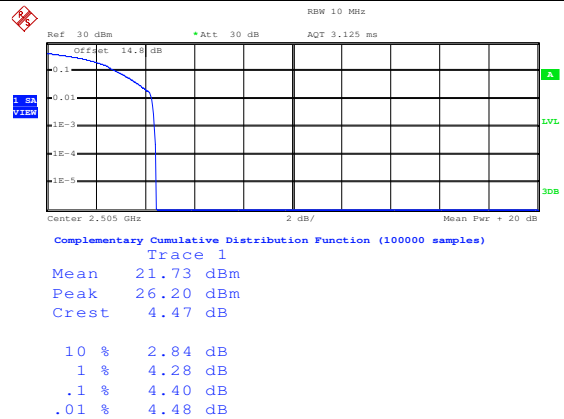 RBW 10 MHz
Ref 30 dBm *Att 30 dB AQT 3.125 ms
Offset 14.8 dB
0.1
A
0.01
1 SA
VIEW
1E-3
LVL
1E-4
1E-5
3DB
Center 2.505 GHz 2 dB/ Mean Pwr + 20 dB
Complementary Cumulative Distribution Function (100000 samples)
Trace 1
Mean 21.73 dBm
Peak 26.20 dBm
Crest 4.47 dB
10 % 2.84 dB
1 % 4.28 dB
.1 % 4.40 dB
.01 % 4.48 dB